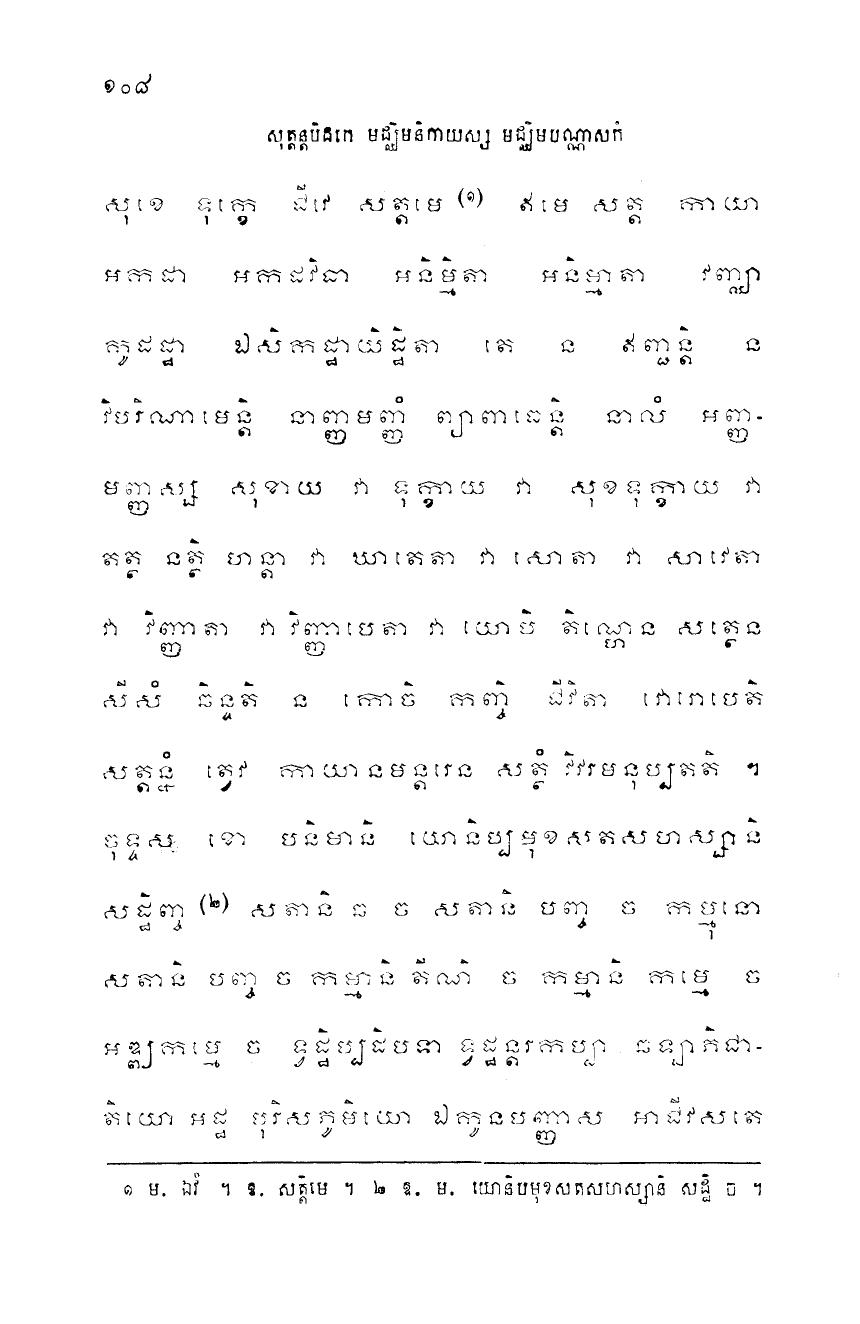 ១០៨
សុត្តន្តបិដកេ មជ្ឈិមនិកាយស្ស មជ្ឈិមបណ្ណាសកំ
សុខេ ទុក្ខេ ជីវេ សត្តមេ (១) ឥមេ សត្ត កាយា
អកដា អកដវិធា អនិម្មិតា អនិម្មាតា វញ្ឈា
កូដដ្ឋា ឯសិកដ្ឋាយិដ្ឋិតា តេ ន ឥញ្ជន្តិ ន
វិបរិណាមេន្តិ នាញ្ញមញ្ញំ ព្យាពាធេន្តិ នាលំ អញ្ញ-
មញ្ញស្ស សុខាយ វា ទុក្ខាយ វា សុខទុក្ខាយ វា
តត្ថ នត្ថិ ហន្តា វា ឃាតេតា វា សោតា វា សាវេតា
វា វិញ្ញាតា វា វិញ្ញាបេតា វា យោបិ តិណ្ហេន សត្ថេន
សីសំ ឆិន្ទតិ ន កោចិ កញ្ចិ ជីវិតា វោរោបេតិ
សត្តន្នំ ត្វេវ កាយានមន្តរេន សត្ថំ វិវរមនុប្បតតិ ។
ចុទ្ទស ខោ បនិមានិ យោនិប្បមុខសតសហស្សានិ
សដ្ឋិញ្ច (២) សតានិ ឆ ច សតានិ បញ្ច ច កម្មុនោ
សតានិ បញ្ច ច កម្មានិ តីណិ ច កម្មានិ កម្មេ ច
អឌ្ឍកម្មេ ច ទ្វដ្ឋិប្បដិបទា ទ្វដ្ឋន្តរកប្បា ឆឡាភិជា-
តិយោ អដ្ឋ បុរិសភូមិយោ ឯកូនបញ្ញាស អាជីវសតេ
១ ម. ឯវំ ។ ឱ. សត្តិមេ ។ ២ ឱ. ម. យោនិបមុខសតសហស្សានិ សដ្ឋិ ច ។